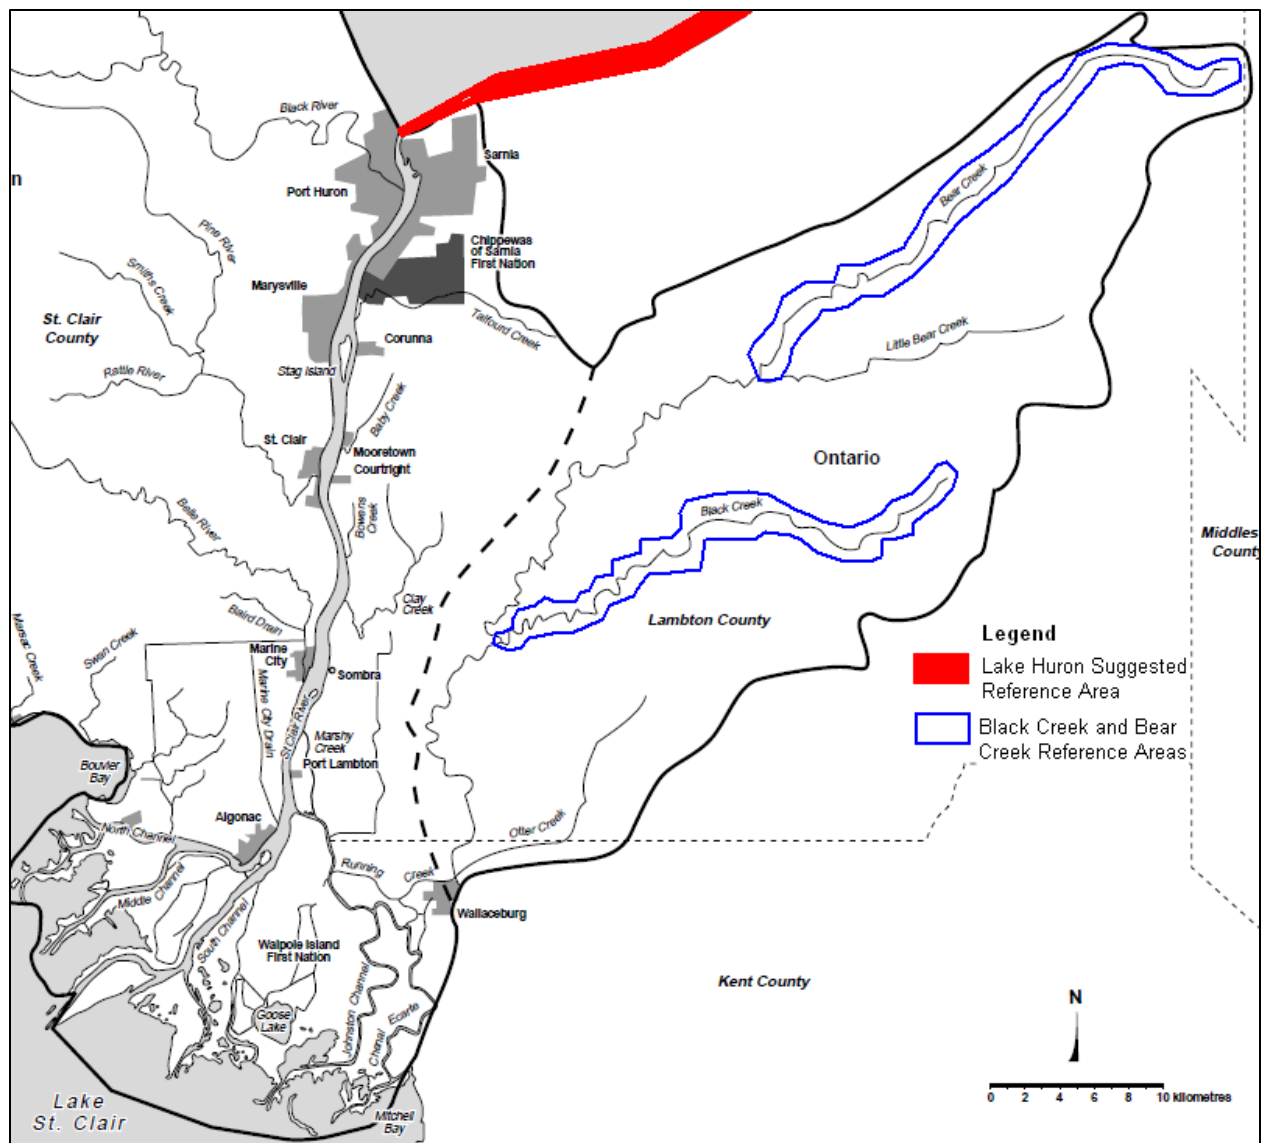 Black River
n
Sarnia
Port Huron
Bear Creek
Pine River
Chippewas
of Sarnia
First Nation
Smiths Creek
Marysville
St. Clair
County
Talfourd Creek
Little Bear Creek
Corunna
Stag Island
Rattle River
Baby Creek
St. Clair
Mooretown
Courtright
Ontario
Belle River
Bowens
Creek
Black Creek
Middles
County
Clay
Creek
Baird Drain
Marsac Creek
Swan Creek
Lambton County
Marine
City
Sombra
Marine City Drain
St Clair River
Legend
Lake Huron Suggested
Reference Area
Black Creek and Bear
Creek Reference Areas
Marshy
Creek
Port Lambton
Bouvier
Bay
Algonac
North Channel
Otter Creek
Running Creek
Middle Channel
Wallaceburg
South Channel
Walpole Island
First Nation
Kent County
Johnston Channel
Chenal Ecarte
Goose
Lake
N
0 2 4 6 8 10 kilometres
Lake
St. Clair
Mitchell
Bay